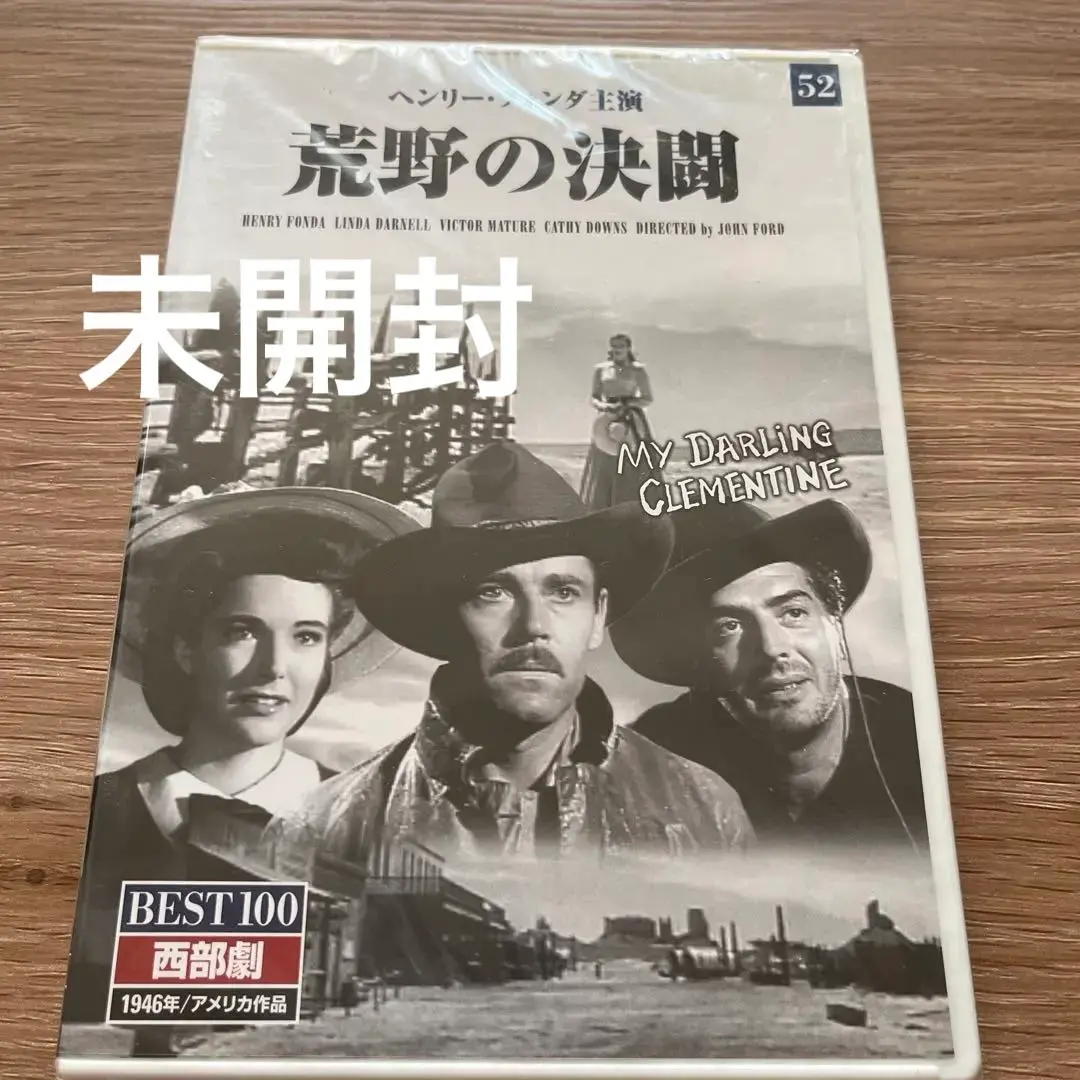 ヘンリー・フォンダ主演
52
荒野の決闘
HENRY FONDA LINDA DARNELL VICTOR MATURE CATHY DOWNS DIRECTED by JOHN FORD
未開封
MY DARLING
CLEMENTINE
BEST 100
西部劇
1946年/アメリカ作品